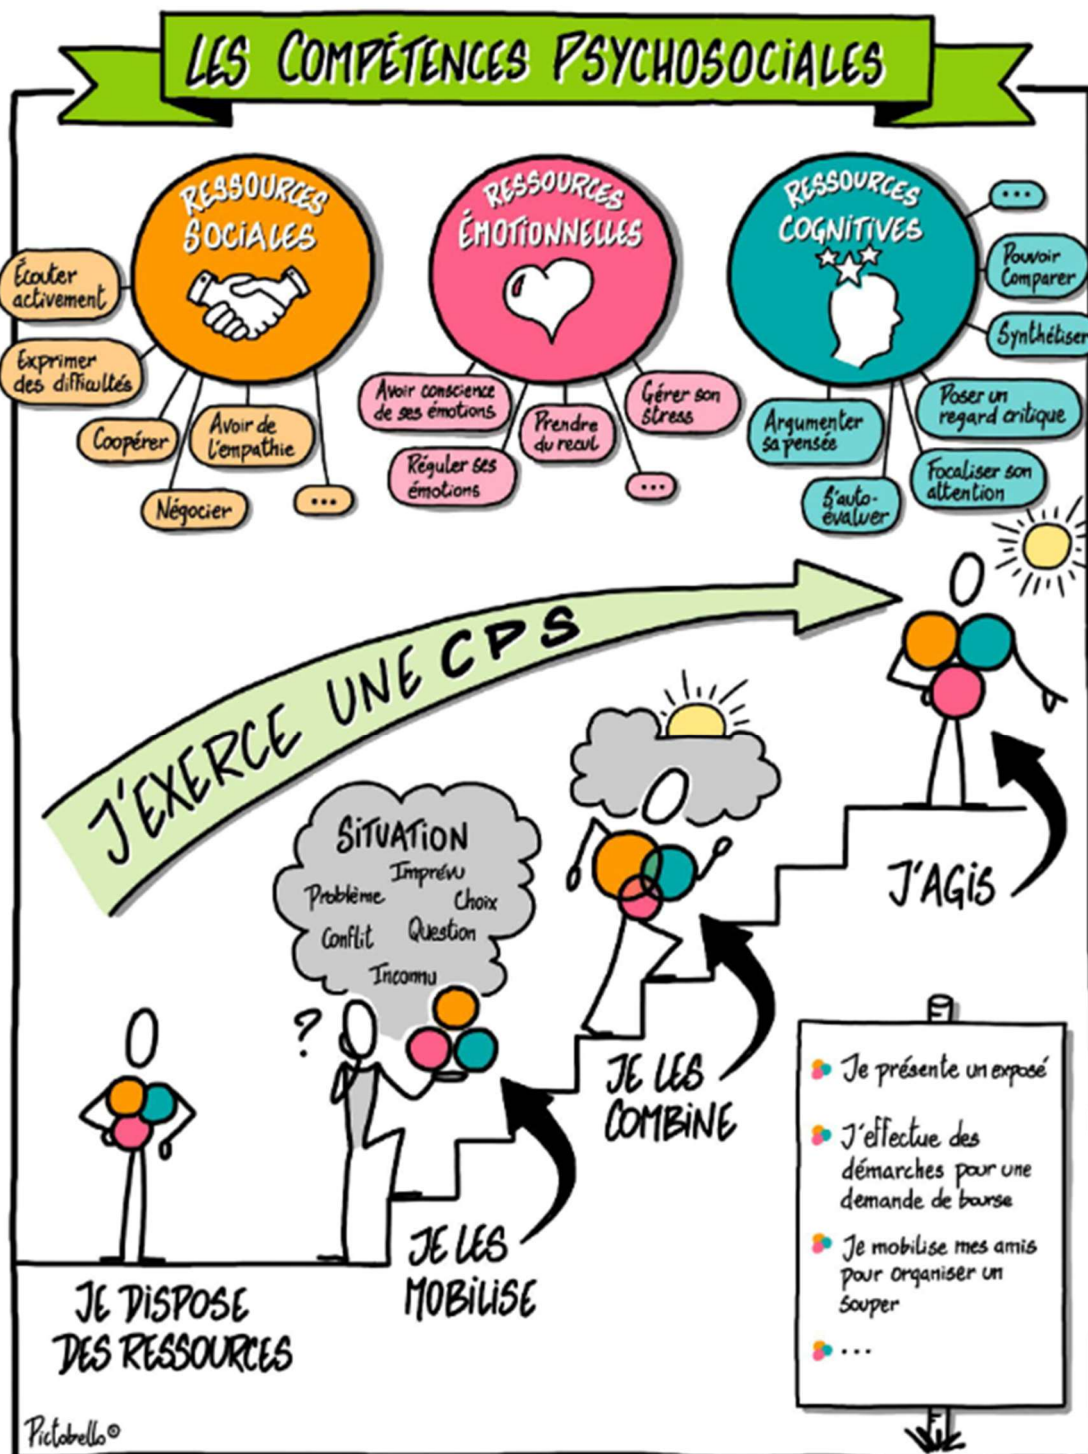 LES COMPÉTENCES PSYCHOSOCIALES
RESSOURCES
SOCIALES
Écouter
activement
Exprimer
des difficultés
Coopérer
Avoir de
l'empathie
Négocier
...
RESSOURCES
ÉMOTIONNELLES
Avoir conscience
de ses émotions
Réguler ses
émotions
Prendre
du recul
Gérer son
stress
...
RESSOURCES
COGNITIVES
...
Pouvoir
Comparer
Synthétiser
Poser un
regard critique
Focaliser son
attention
Argumenter
sa pensée
S'auto-
évaluer
J'EXERCE UNE CPS
SITUATION
Imprévu
Problème
Choix
Conflit
Question
Inconnu
?
JE DISPOSE
DES RESSOURCES
JE LES
MOBILISE
JE LES
COMBINE
J'AGIS
Je présente un exposé
J'effectue des
démarches pour une
demande de bourse
Je mobilise mes amis
pour organiser un
souper
...
Pictobello©